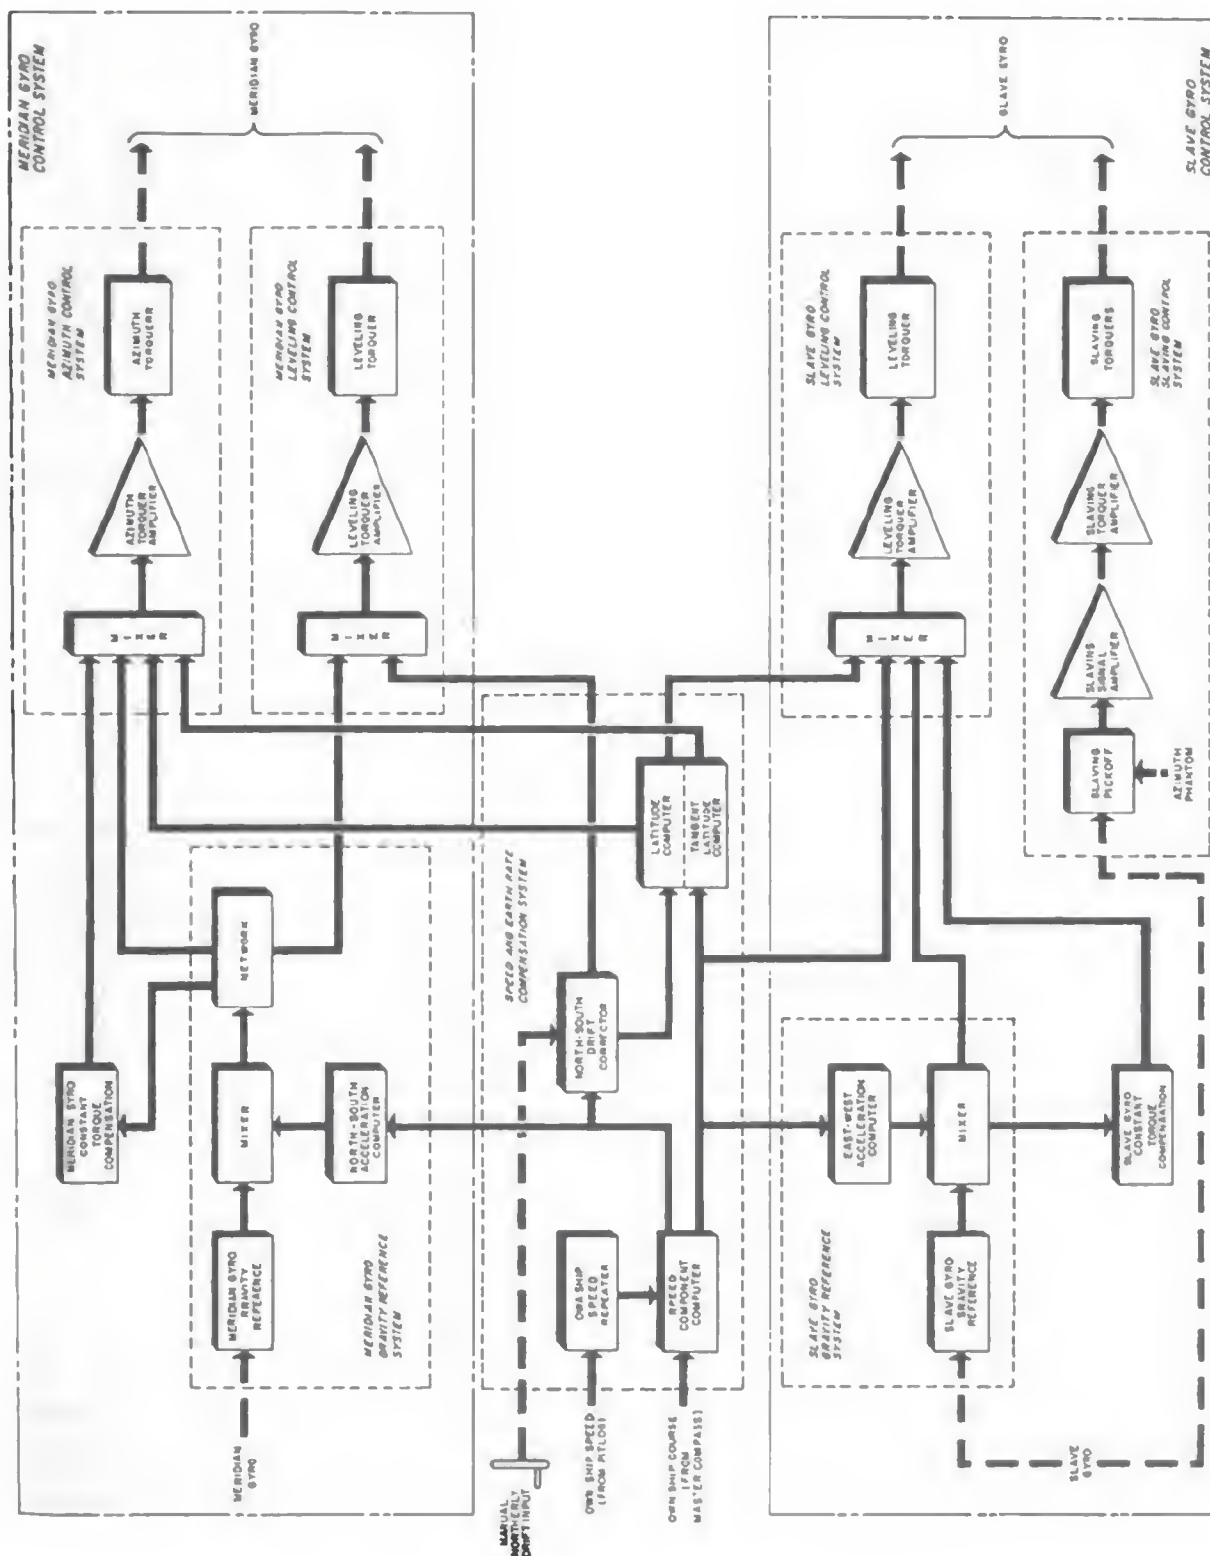 MERIDIAN GYRO
CONTROL SYSTEM
MERIDIAN GYRO
MERIDIAN GYRO
AZIMUTH CONTROL
SYSTEM
AZIMUTH
TORQUER
AZIMUTH
TORQUER
AMPLIFIER
MIXER
MERIDIAN GYRO
LEVELING CONTROL
SYSTEM
LEVELING
TORQUER
LEVELING
TORQUER
AMPLIFIER
MIXER
MERIDIAN GYRO
CONSTANT
TORQUE
COMPENSATION
NETWORK
MIXER
NORTH-SOUTH
ACCELERATION
COMPUTER
MERIDIAN GYRO
GRAVITY
REFERENCE
MERIDIAN GYRO
GRAVITY REFERENCE
SYSTEM
MERIDIAN
GYRO
MANUAL
NORTHERLY
DRIFT INPUT
SPEED AND EARTH RATE
COMPENSATION SYSTEM
NORTH-SOUTH
DRIFT
CORRECTOR
LATITUDE
COMPUTER
TANGENT
LATITUDE
COMPUTER
OWN SHIP
SPEED
REPEATER
SPEED
COMPONENT
COMPUTER
OWN SHIP SPEED
(FROM PITLOG)
OWN SHIP COURSE
(FROM
MASTER COMPASS)
SLAVE GYRO
CONTROL SYSTEM
SLAVE GYRO
SLAVE GYRO
LEVELING CONTROL
SYSTEM
LEVELING
TORQUER
LEVELING
TORQUER
AMPLIFIER
MIXER
SLAVE GYRO
SLAVING CONTROL
SYSTEM
SLAVING
TORQUERS
SLAVING
TORQUER
AMPLIFIER
SLAVING
SIGNAL
AMPLIFIER
SLAVING
PICKOFF
AZIMUTH
PHANTOM
EAST-WEST
ACCELERATION
COMPUTER
MIXER
SLAVE GYRO
CONSTANT
TORQUE
COMPENSATION
SLAVE GYRO
GRAVITY
REFERENCE
SLAVE GYRO
GRAVITY REFERENCE
SYSTEM
SLAVE
GYRO